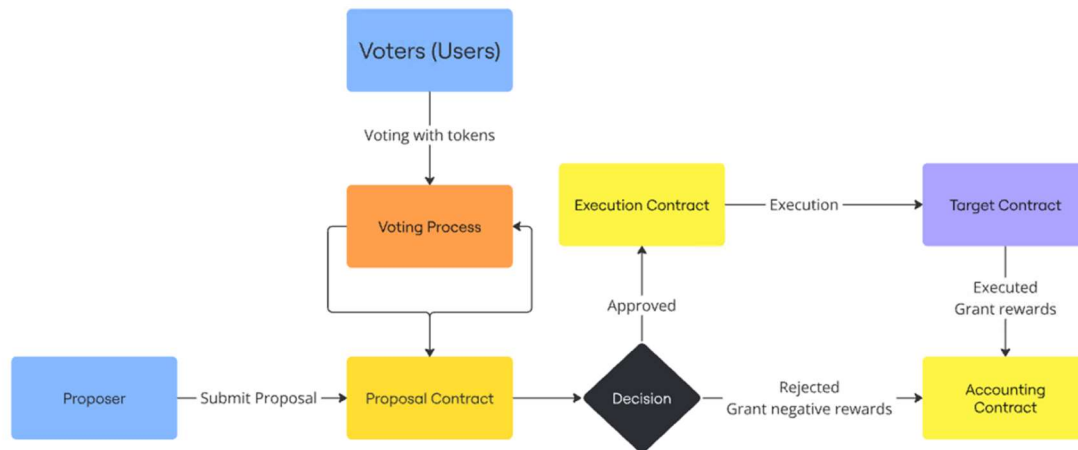 Voters (Users)
Voting with tokens
Voting Process
Execution Contract
Execution
Target Contract
Approved
Executed
Grant rewards
Proposer
Submit Proposal
Proposal Contract
Decision
Rejected
Grant negative rewards
Accounting
Contract